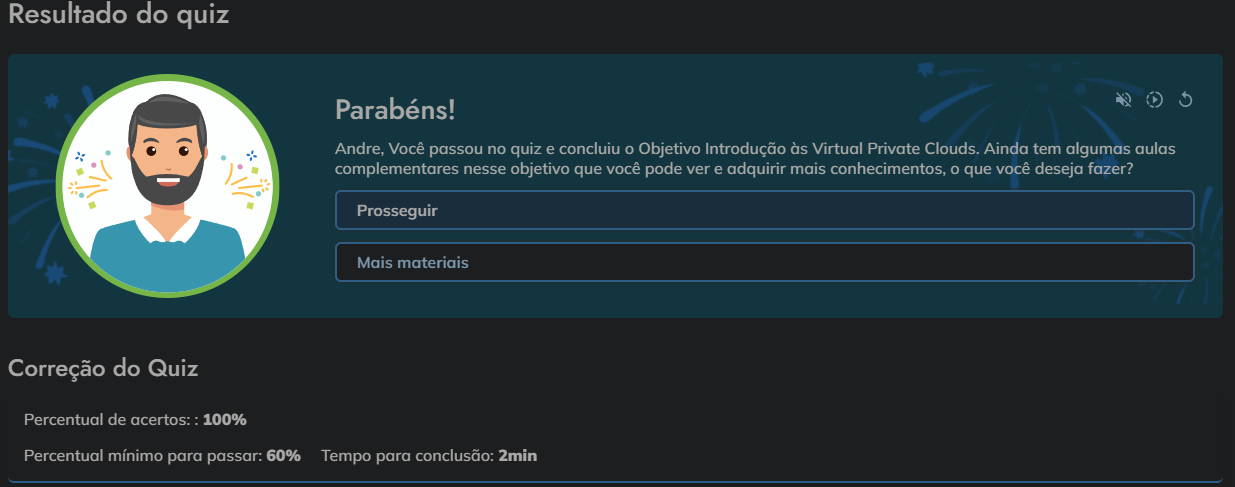 Resultado do quiz
Parabéns!
Andre, Você passou no quiz e concluiu o Objetivo Introdução às Virtual Private Clouds. Ainda tem algumas aulas
complementares nesse objetivo que você pode ver e adquirir mais conhecimentos, o que você deseja fazer?
Prosseguir
Mais materiais
Correção do Quiz
Percentual de acertos: : 100%
Percentual mínimo para passar: 60% Tempo para conclusão: 2min